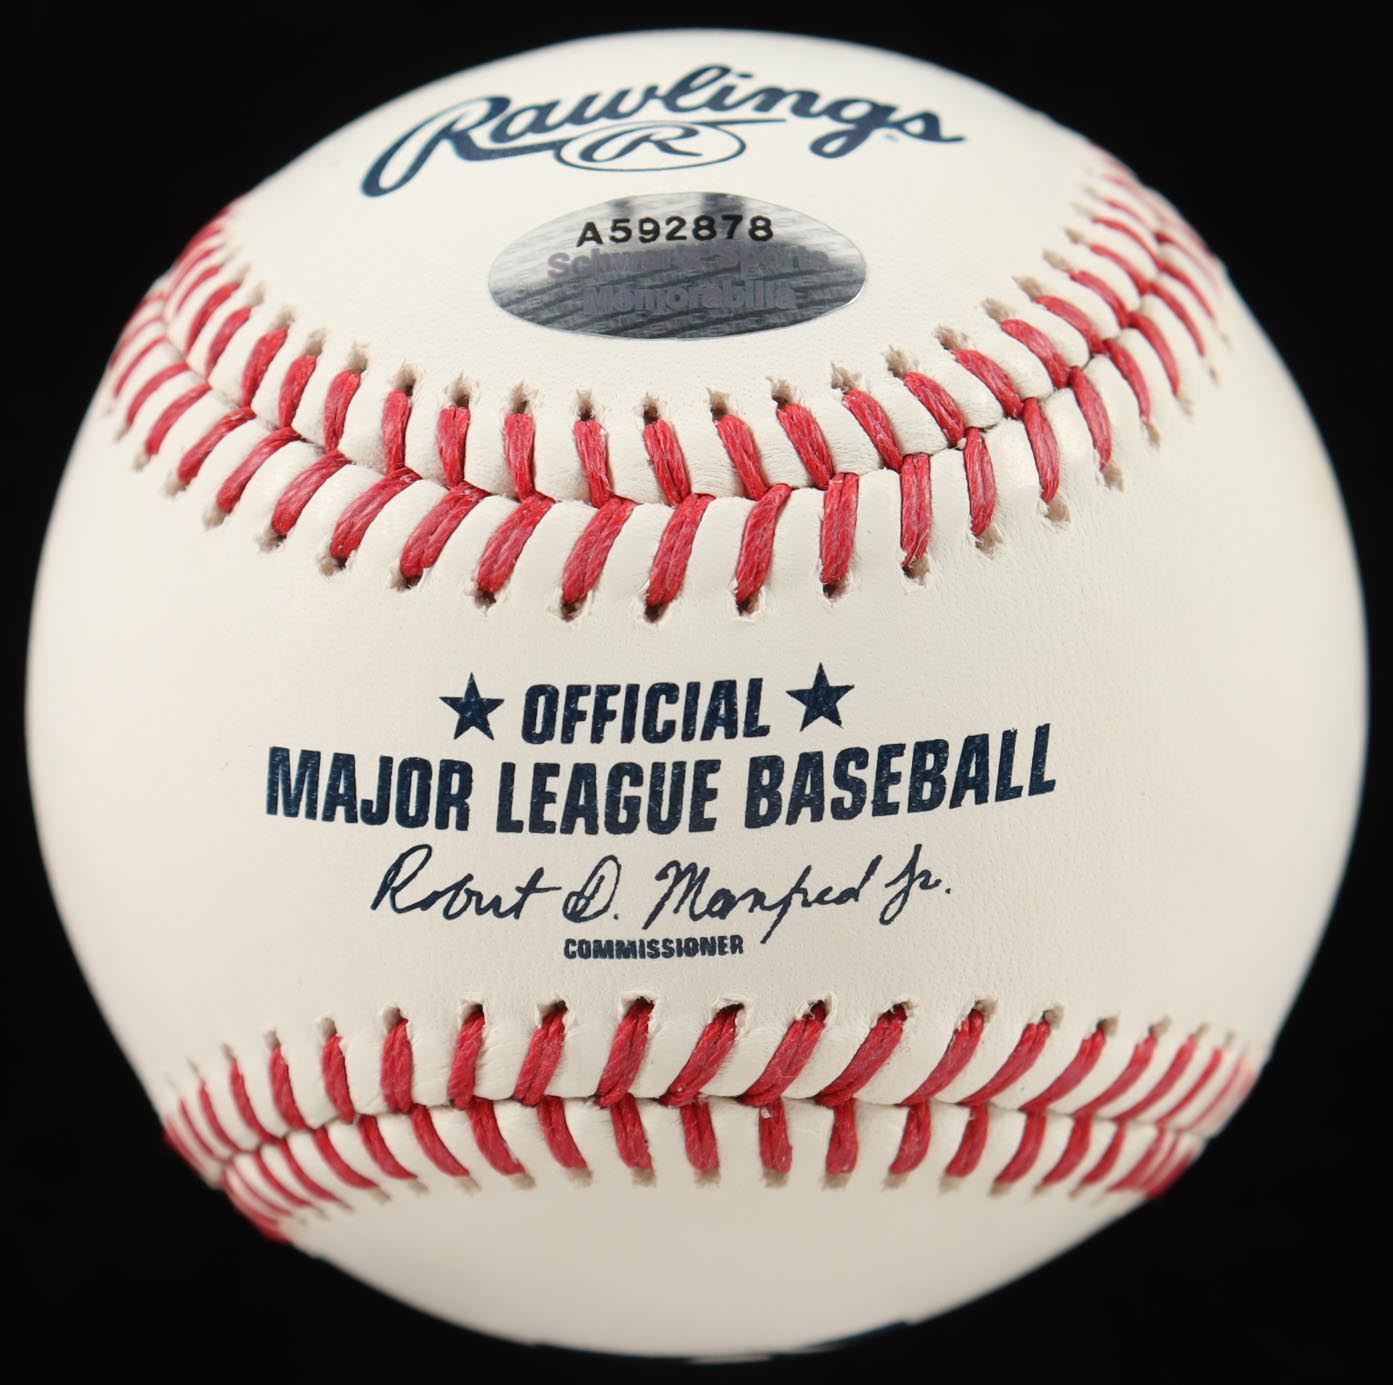 Rawlings
R
A592878
Schwartz Sports
Memorabilia
★ OFFICIAL ★
MAJOR LEAGUE BASEBALL
Robert D. Manfred Jr.
COMMISSIONER